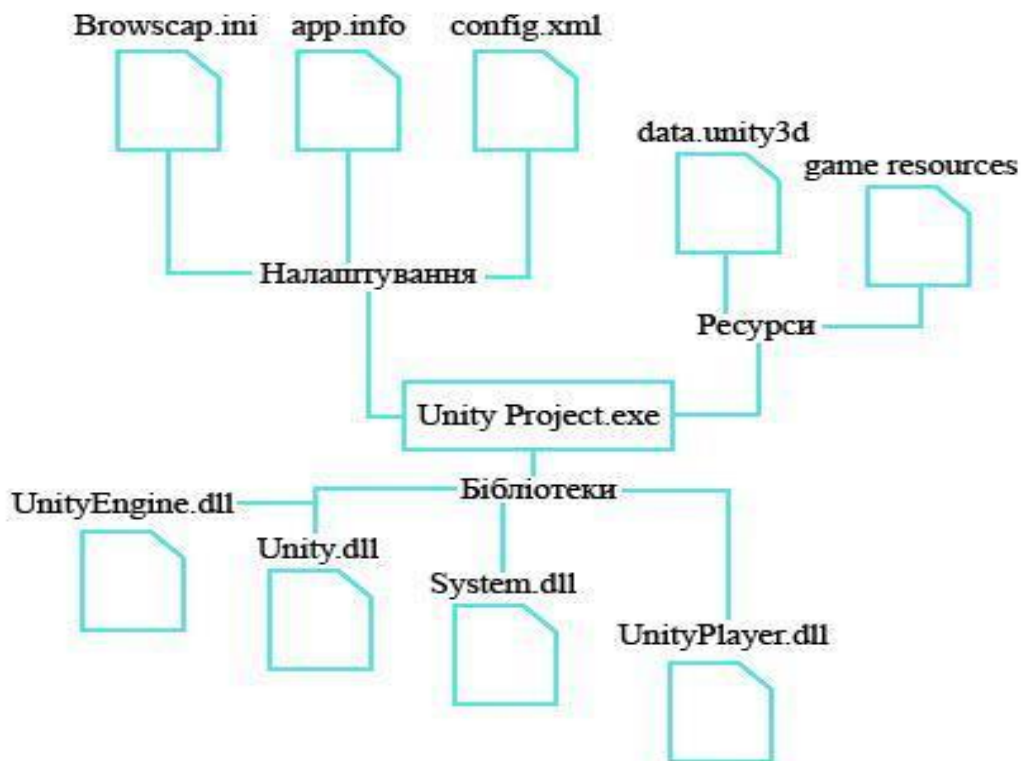 Browscap.ini
app.info
config.xml
data.unity3d
game resources
Налаштування
Ресурси
Unity Project.exe
Бібліотеки
UnityEngine.dll
Unity.dll
System.dll
UnityPlayer.dll